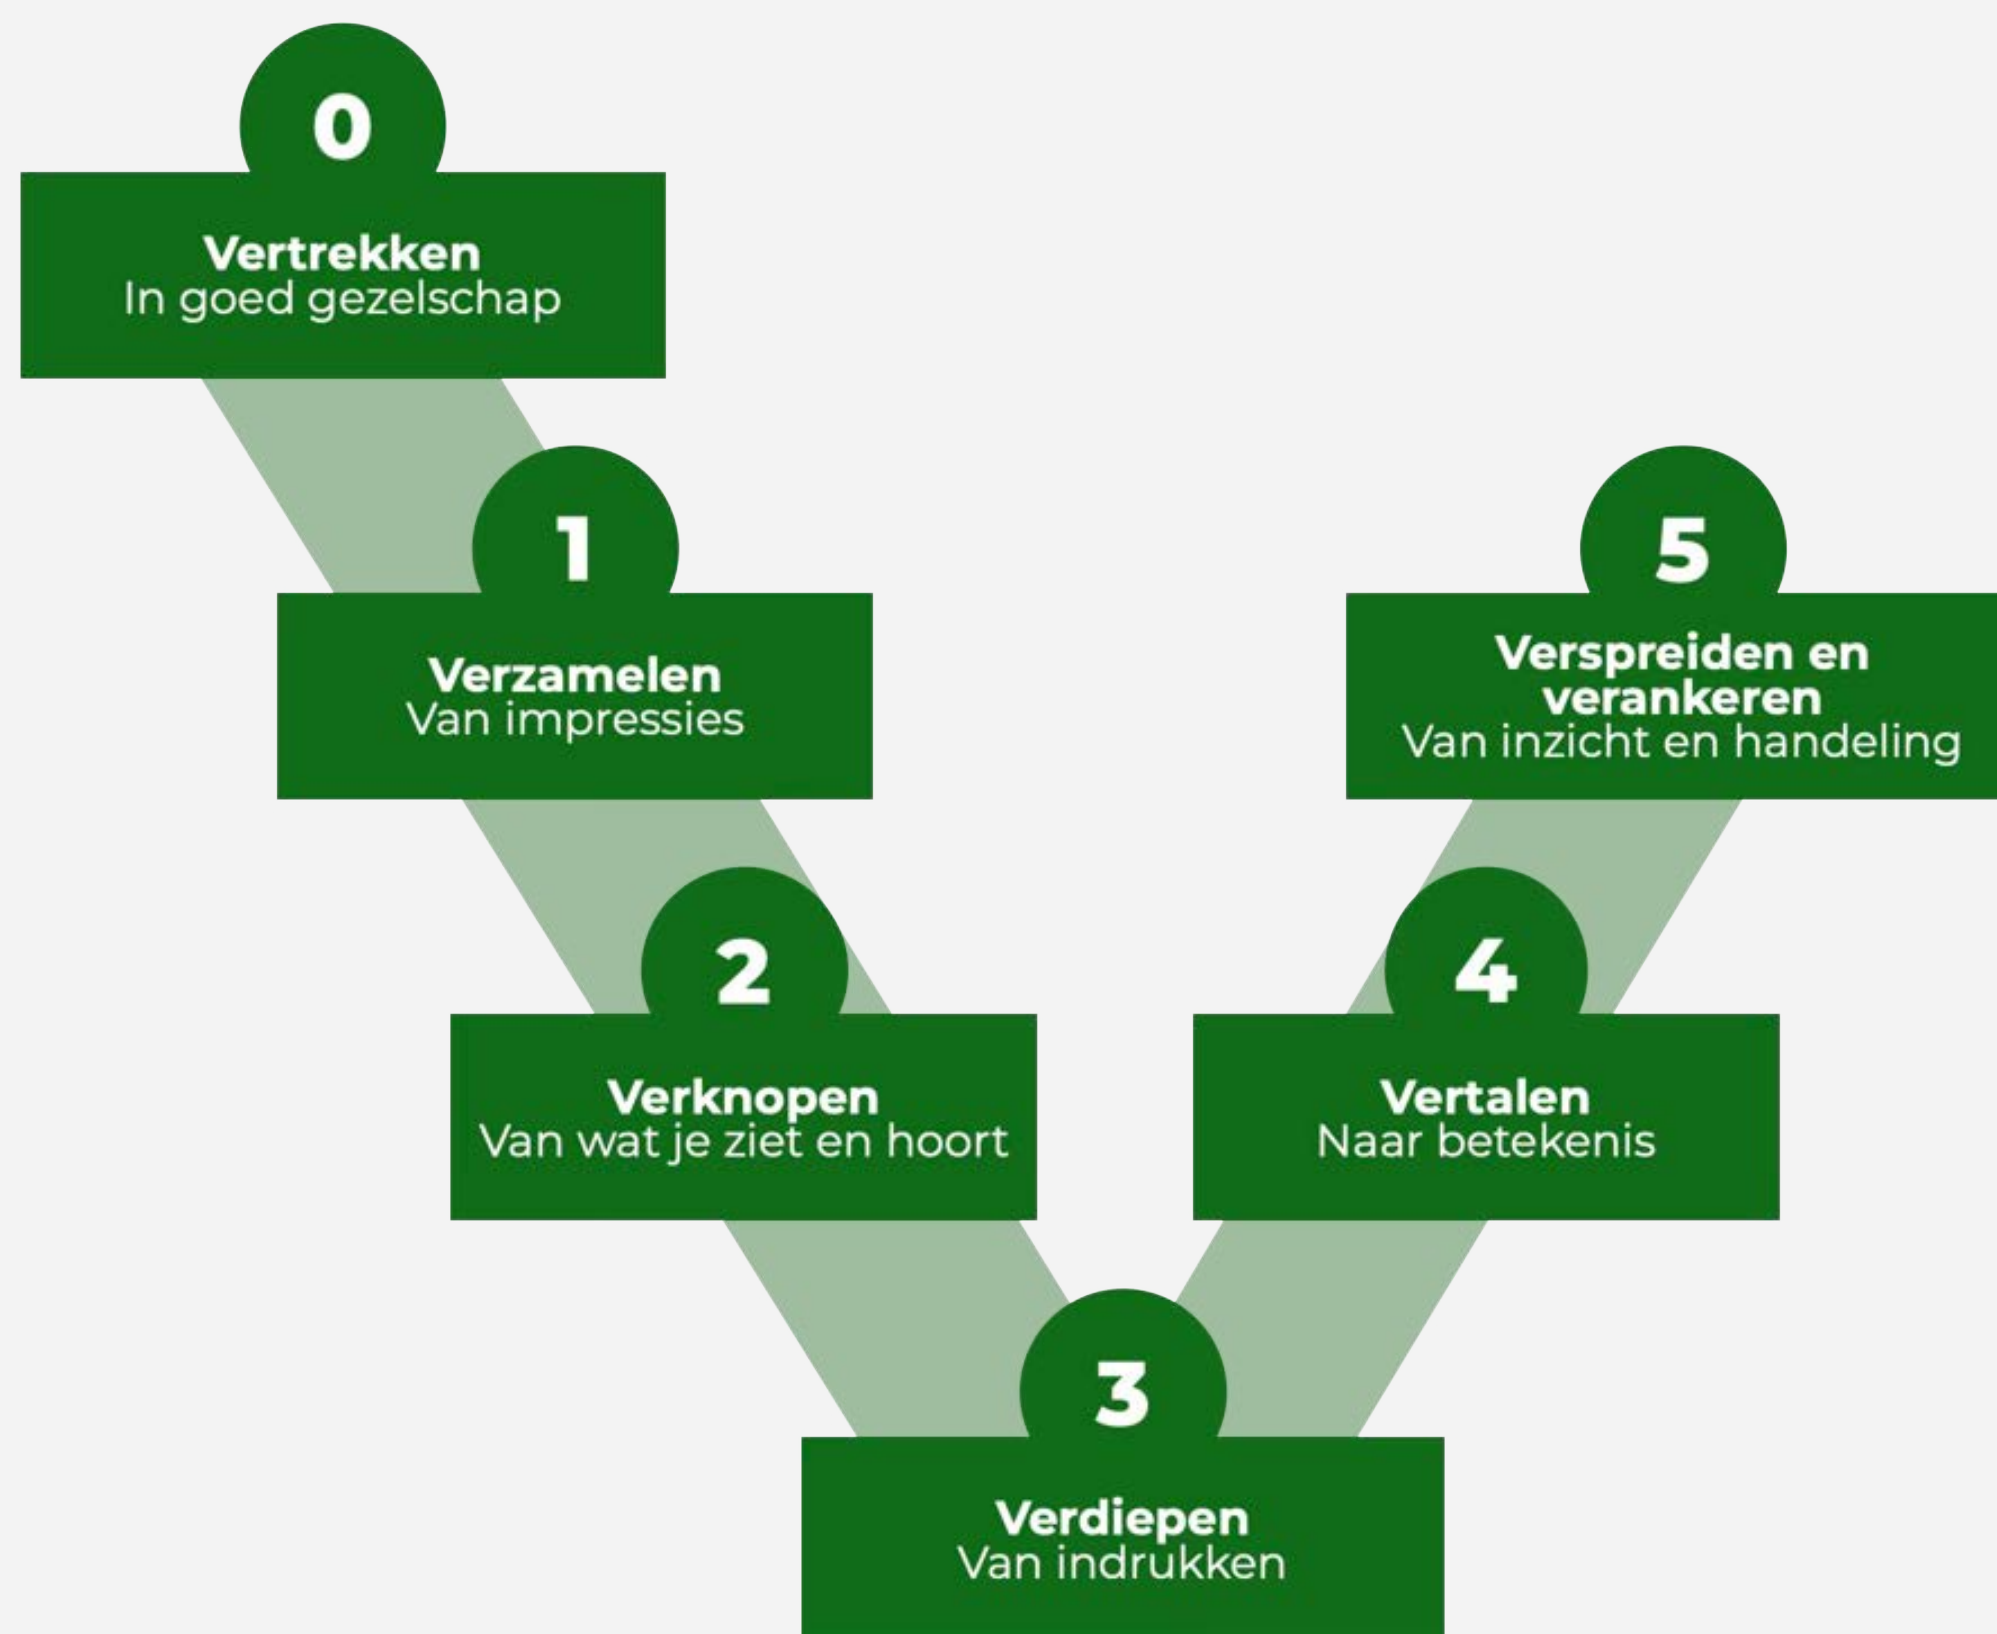 0
Vertrekken
In goed gezelschap
1
Verzamelen
Van impressies
2
Verknopen
Van wat je ziet en hoort
3
Verdiepen
Van indrukken
4
Vertalen
Naar betekenis
5
Verspreiden en
verankeren
Van inzicht en handeling